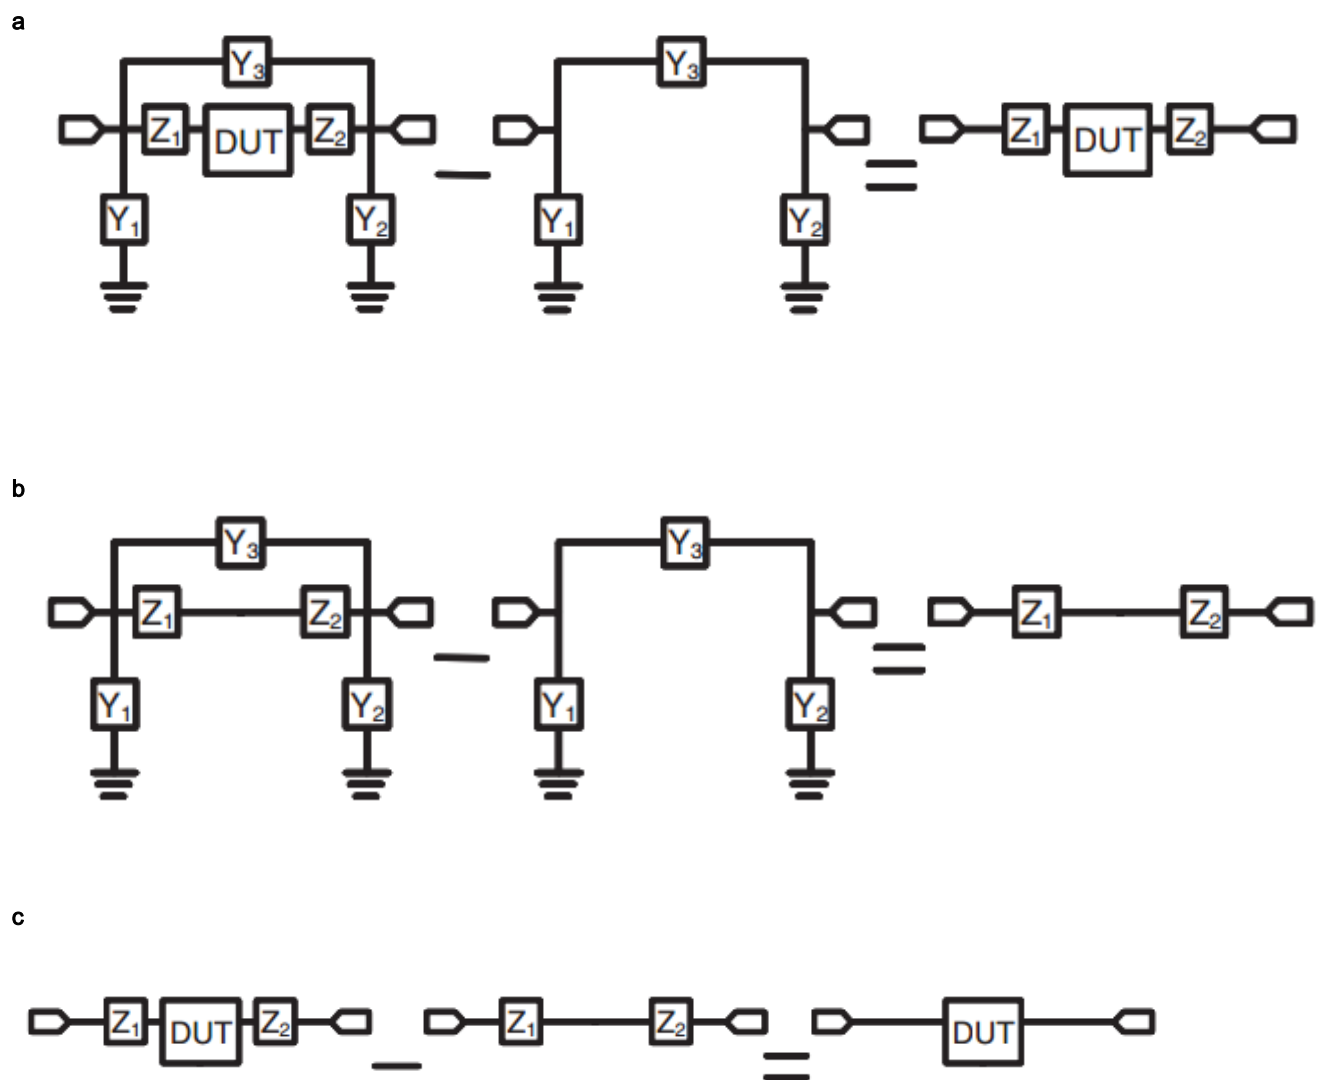 a
Y₃ Y₃
Z₁ DUT Z₂ Z₁ DUT Z₂
Y₁ Y₂ Y₁ Y₂
b
Y₃ Y₃
Z₁ Z₂ Z₁ Z₂
Y₁ Y₂ Y₁ Y₂
c
Z₁ DUT Z₂ Z₁ Z₂ DUT